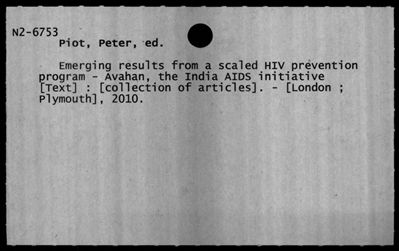 N2-6753
Piot, Peter, ed.
Emerging results from a scaled HIV prevention
program - Avahan, the India AIDS initiative
[Text] : [collection of articles]. - [London ;
Plymouth], 2010.